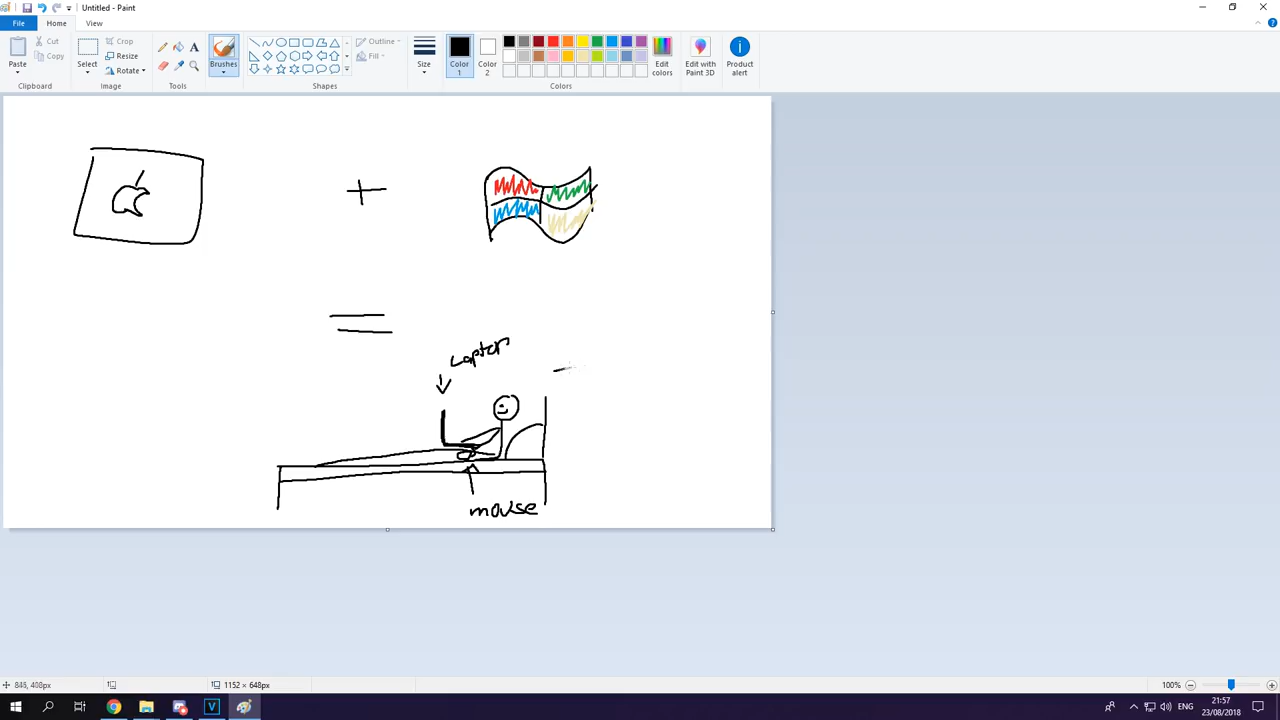 Untitled - Paint
File Home View
Paste Cut Copy Clipboard
Select Crop Resize Rotate Image
Tools
Brushes
Outline Fill Shapes
Size
Color 1 Color 2 Edit colors Colors
Edit with Paint 3D
Product alert
Laptop
mouse
845, 408px 1152 × 648px 100%
ENG 21:57 23/08/2018